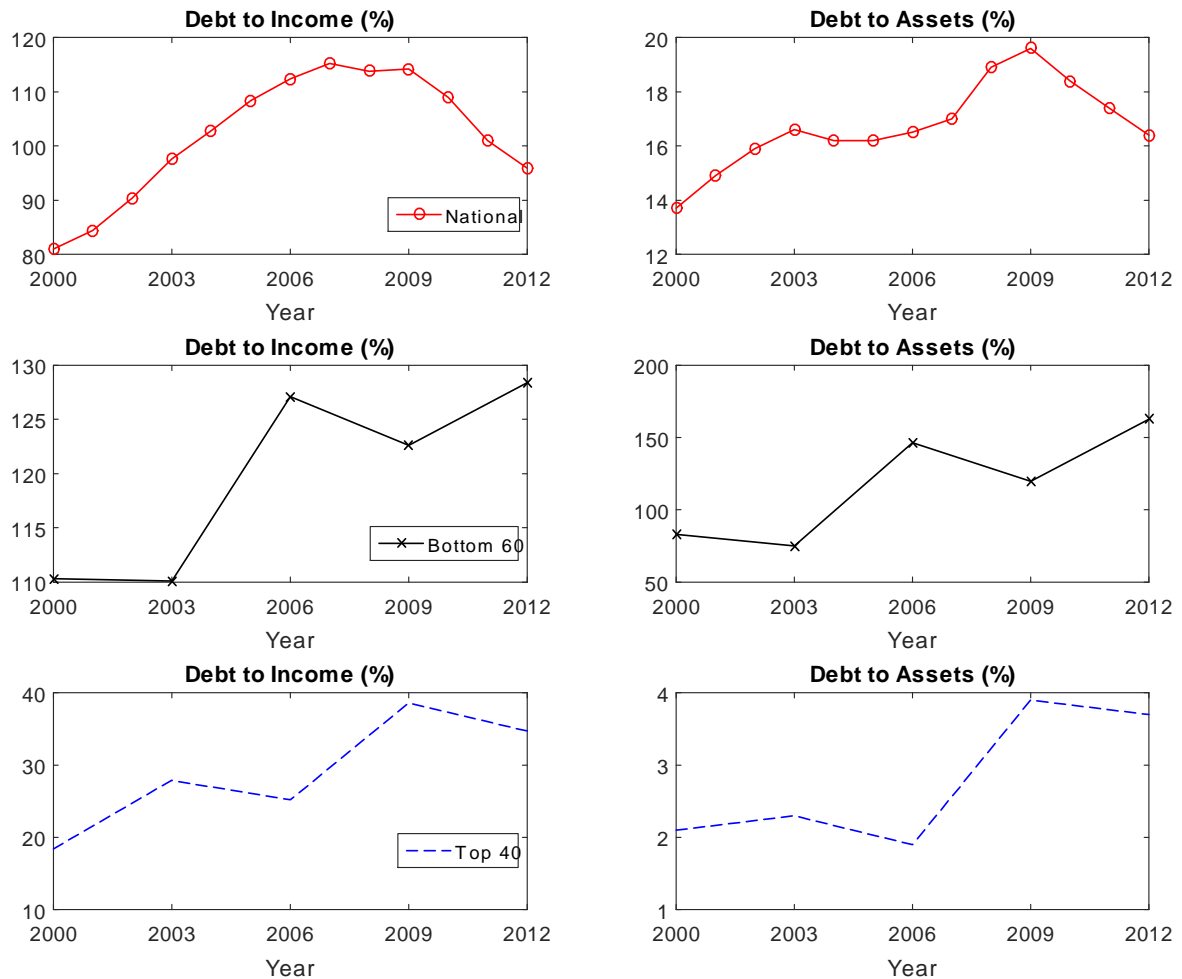 Debt to Income (%)
120
110
100
90
80
National
2000 2003 2006 2009 2012
Year
Debt to Assets (%)
20
18
16
14
12
2000 2003 2006 2009 2012
Year
Debt to Income (%)
130
125
120
115
110
Bottom 60
2000 2003 2006 2009 2012
Year
Debt to Assets (%)
200
150
100
50
2000 2003 2006 2009 2012
Year
Debt to Income (%)
40
30
20
10
Top 40
2000 2003 2006 2009 2012
Year
Debt to Assets (%)
4
3
2
1
2000 2003 2006 2009 2012
Year